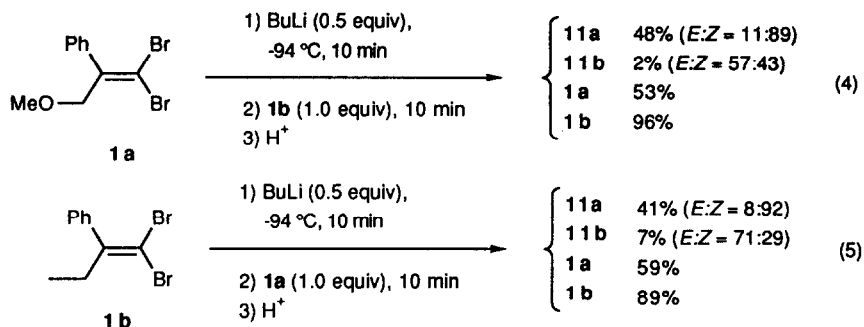 1) BuLi (0.5 equiv),
-94 ºC, 10 min
2) 1b (1.0 equiv), 10 min
3) H+
Ph
Br
Br
MeO
1a
11a 48% (E:Z = 11:89)
11b 2% (E:Z = 57:43)
1a 53%
1b 96%
(4)
1) BuLi (0.5 equiv),
-94 ºC, 10 min
2) 1a (1.0 equiv), 10 min
3) H+
Ph
Br
Br
1b
11a 41% (E:Z = 8:92)
11b 7% (E:Z = 71:29)
1a 59%
1b 89%
(5)